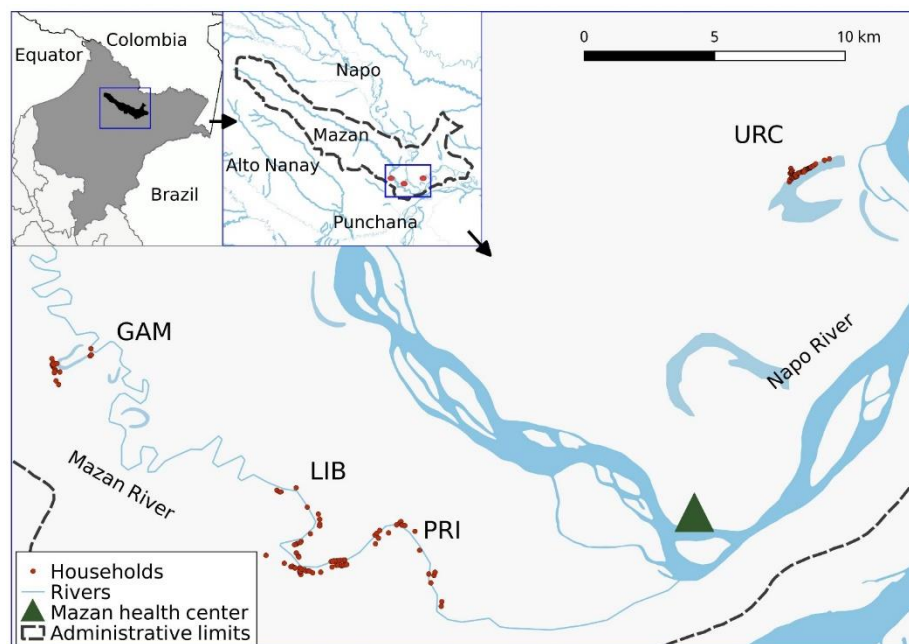 Colombia
Equator
Brazil
Napo
Mazan
Alto Nanay
Punchana
0 5 10 km
URC
GAM
Napo River
Mazan River
LIB
PRI
Households
Rivers
Mazan health center
Administrative limits